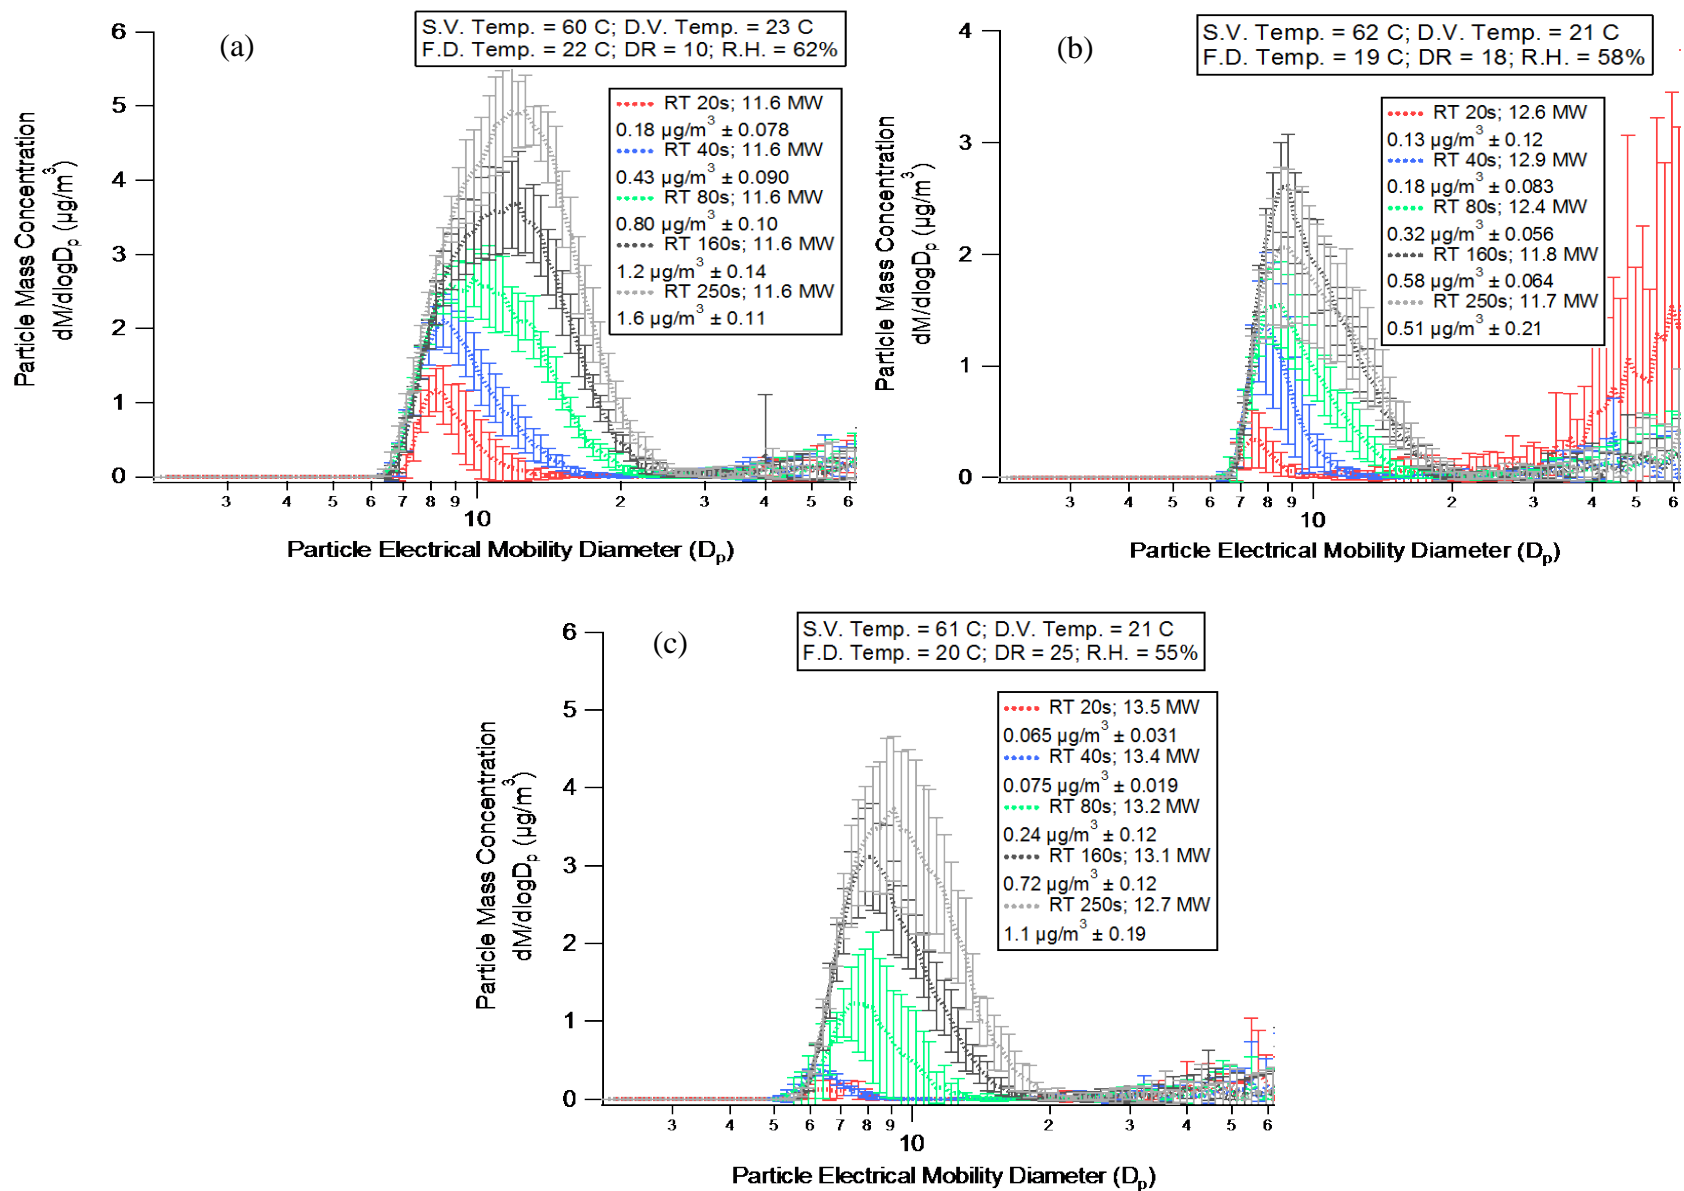 (a)
S.V. Temp. = 60 C; D.V. Temp. = 23 C
F.D. Temp. = 22 C; DR = 10; R.H. = 62%
RT 20s; 11.6 MW
0.18 µg/m³ ± 0.078
RT 40s; 11.6 MW
0.43 µg/m³ ± 0.090
RT 80s; 11.6 MW
0.80 µg/m³ ± 0.10
RT 160s; 11.6 MW
1.2 µg/m³ ± 0.14
RT 250s; 11.6 MW
1.6 µg/m³ ± 0.11
Particle Mass Concentration
dM/dlogDₚ (µg/m³)
6
5
4
3
2
1
0
3 4 5 6 7 8 9 10 2 3 4 5 6
Particle Electrical Mobility Diameter (Dₚ)
(b)
S.V. Temp. = 62 C; D.V. Temp. = 21 C
F.D. Temp. = 19 C; DR = 18; R.H. = 58%
RT 20s; 12.6 MW
0.13 µg/m³ ± 0.12
RT 40s; 12.9 MW
0.18 µg/m³ ± 0.083
RT 80s; 12.4 MW
0.32 µg/m³ ± 0.056
RT 160s; 11.8 MW
0.58 µg/m³ ± 0.064
RT 250s; 11.7 MW
0.51 µg/m³ ± 0.21
Particle Mass Concentration
dM/dlogDₚ (µg/m³)
4
3
2
1
0
3 4 5 6 7 8 9 10 2 3 4 5 6
Particle Electrical Mobility Diameter (Dₚ)
(c)
S.V. Temp. = 61 C; D.V. Temp. = 21 C
F.D. Temp. = 20 C; DR = 25; R.H. = 55%
RT 20s; 13.5 MW
0.065 µg/m³ ± 0.031
RT 40s; 13.4 MW
0.075 µg/m³ ± 0.019
RT 80s; 13.2 MW
0.24 µg/m³ ± 0.12
RT 160s; 13.1 MW
0.72 µg/m³ ± 0.12
RT 250s; 12.7 MW
1.1 µg/m³ ± 0.19
Particle Mass Concentration
dM/dlogDₚ (µg/m³)
6
5
4
3
2
1
0
3 4 5 6 7 8 9 10 2 3 4 5 6
Particle Electrical Mobility Diameter (Dₚ)